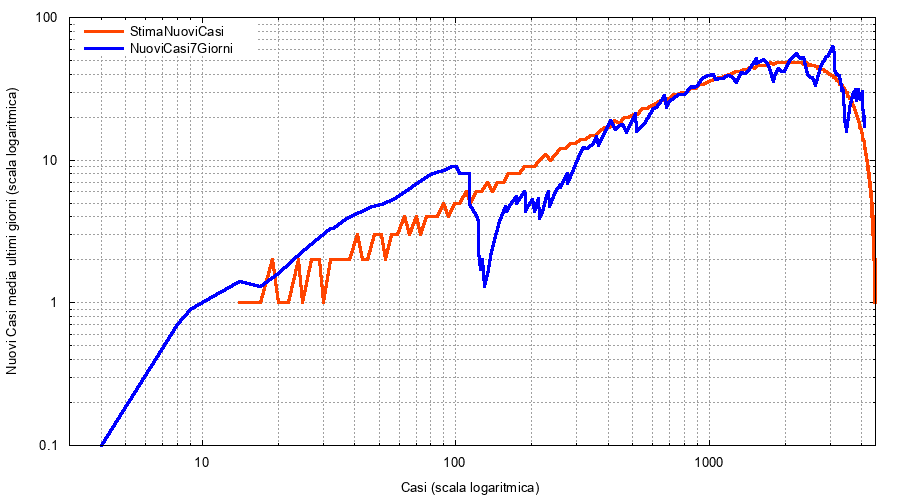 100
StimaNuoviCasi
NuoviCasi7Giorni
10
1
0.1
Nuovi Casi media ultimi giorni (scala logaritmica)
10 100 1000
Casi (scala logaritmica)